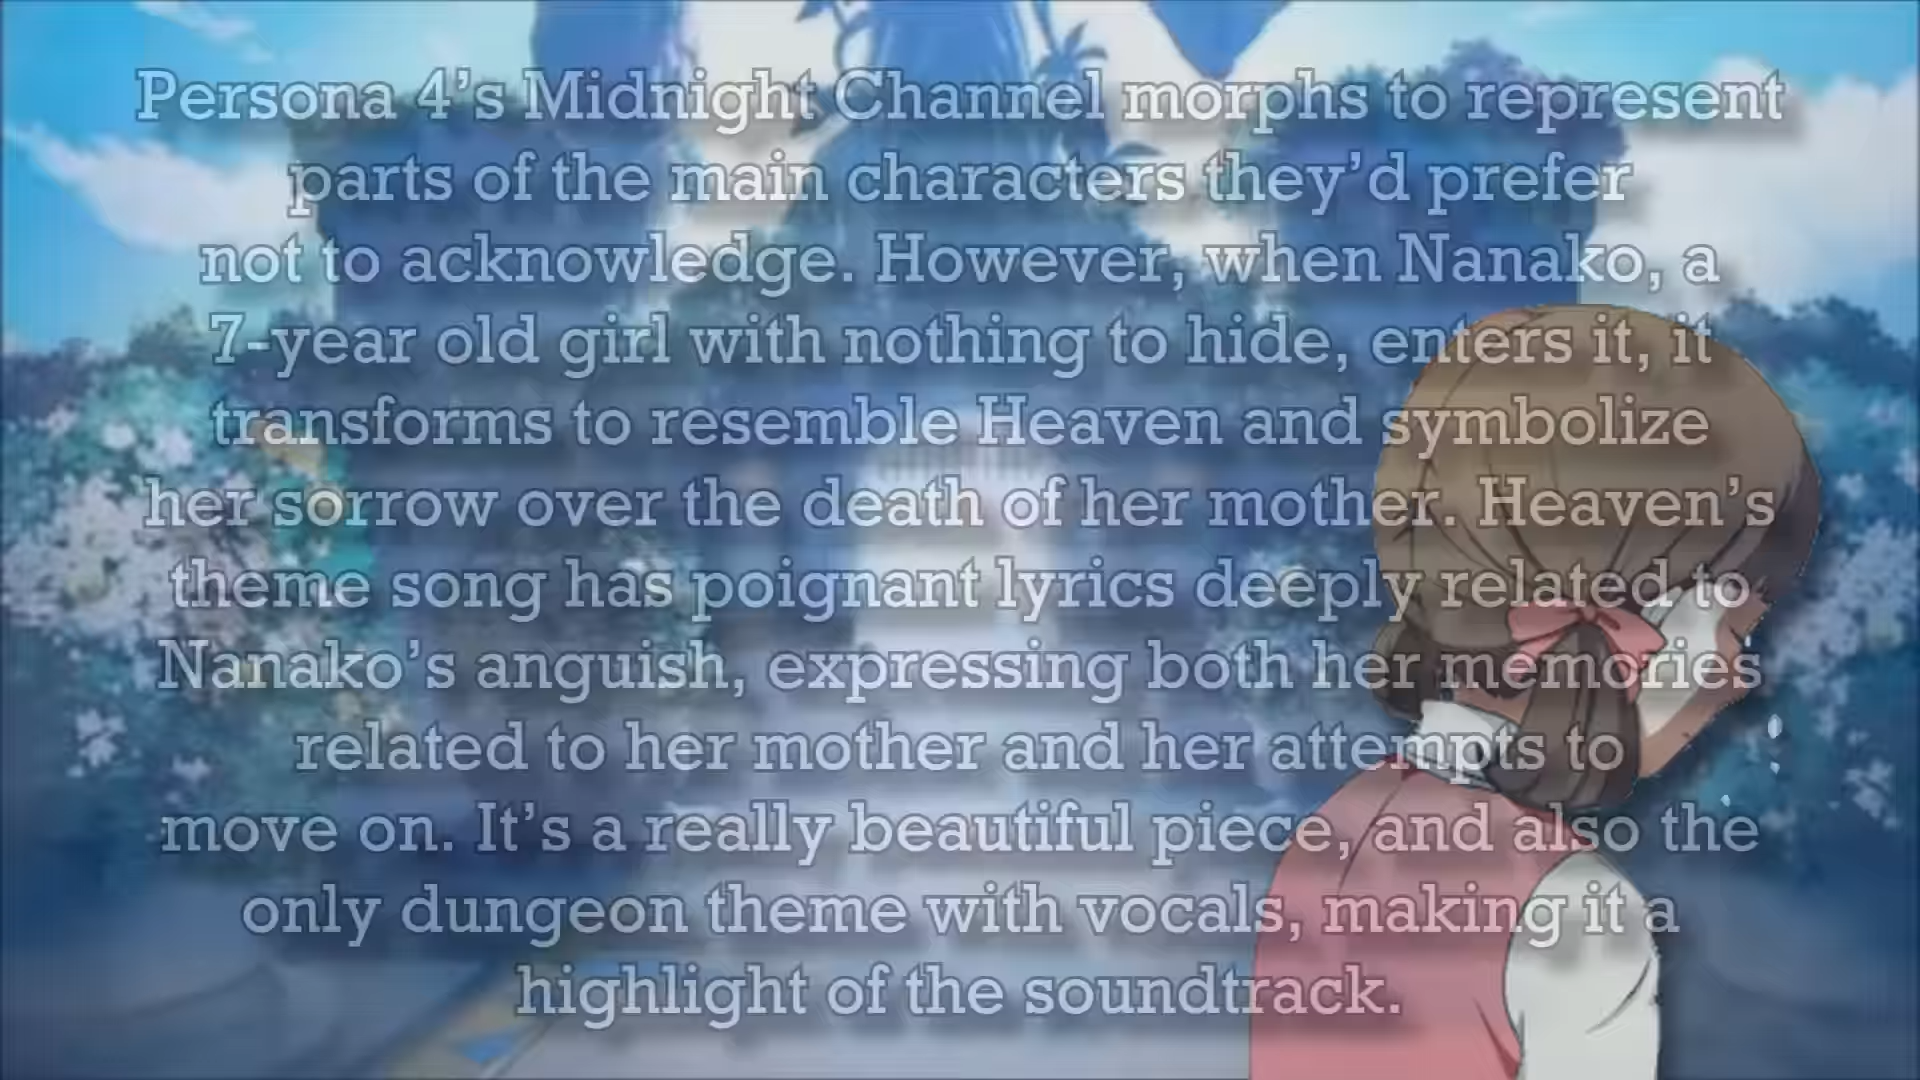 Persona 4’s Midnight Channel morphs to represent
parts of the main characters they’d prefer
not to acknowledge. However, when Nanako, a
7-year old girl with nothing to hide, enters it, it
transforms to resemble Heaven and symbolize
her sorrow over the death of her mother. Heaven’s
theme song has poignant lyrics deeply related to
Nanako’s anguish, expressing both her memories
related to her mother and her attempts to
move on. It’s a really beautiful piece, and also the
only dungeon theme with vocals, making it a
highlight of the soundtrack.